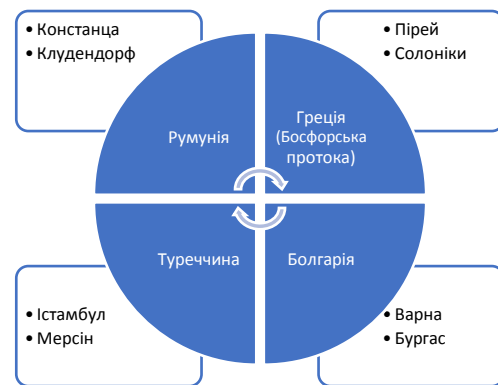 • Констанца
• Клудендорф
• Пірей
• Солоніки
Румунія
Греція
(Босфорська
протока)
Туреччина
Болгарія
• Істамбул
• Мерсін
• Варна
• Бургас